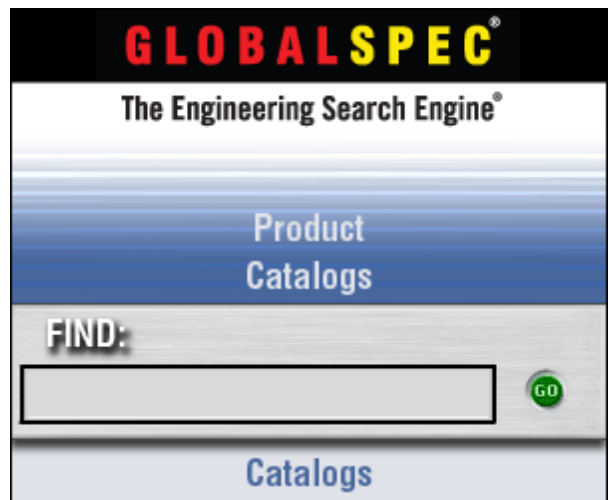 GLOBALSPEC®
The Engineering Search Engine®
Product
Catalogs
FIND:
GO
Catalogs